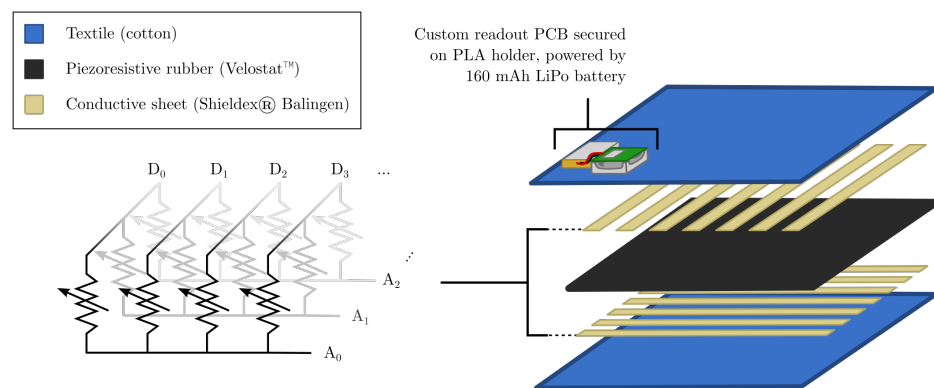 Textile (cotton)
Piezoresistive rubber (Velostat™)
Conductive sheet (Shieldex® Balingen)
Custom readout PCB secured
on PLA holder, powered by
160 mAh LiPo battery
D₀ D₁ D₂ D₃ ...
⋰
A₂
A₁
A₀